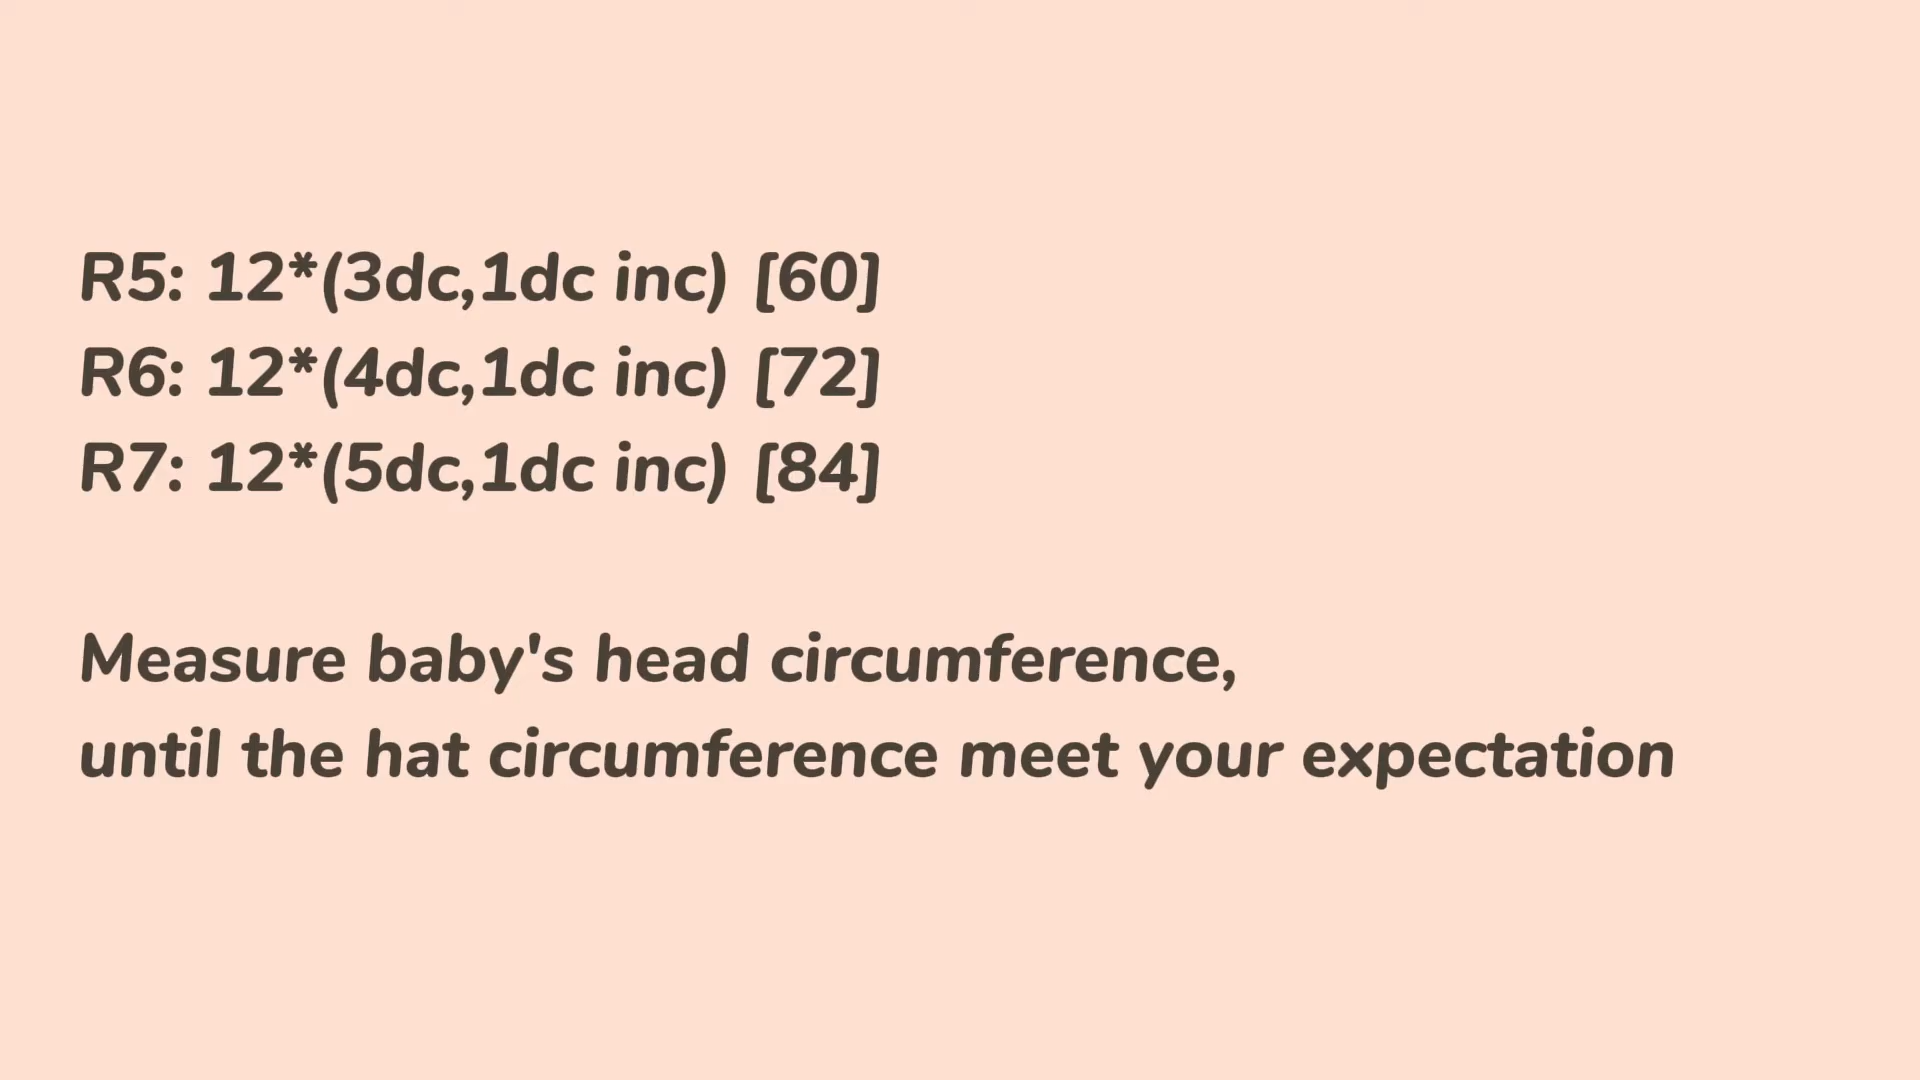 R5: 12*(3dc,1dc inc) [60]
R6: 12*(4dc,1dc inc) [72]
R7: 12*(5dc,1dc inc) [84]
Measure baby's head circumference,
until the hat circumference meet your expectation